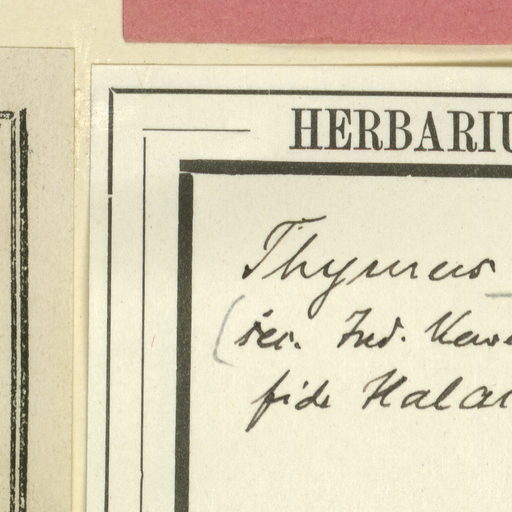 HERBARIU
Thymus
(sec. Ind. Kew
fide Halac